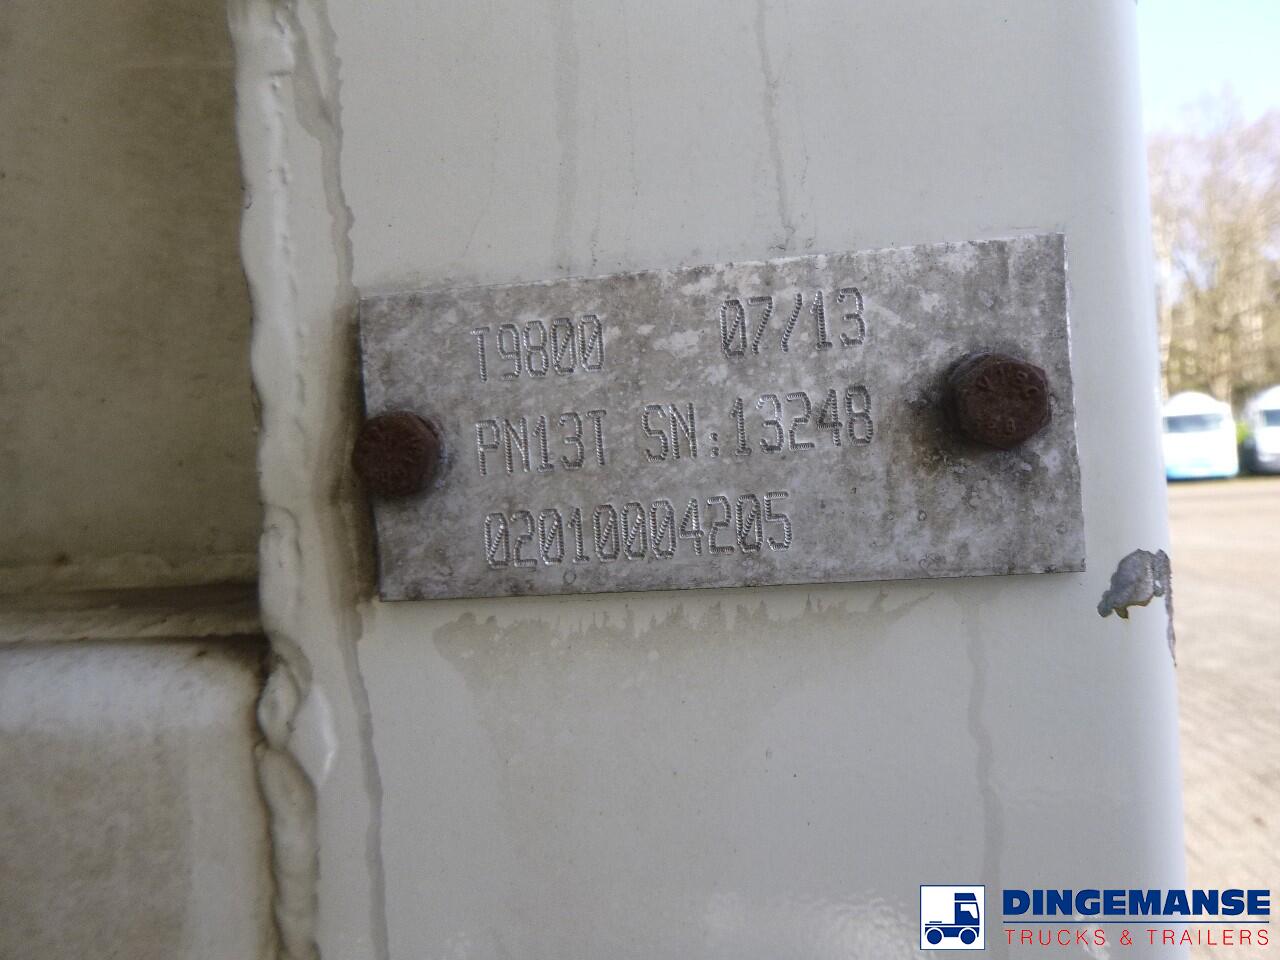 T9800 07/13
PN13T SN:13248
02010004205
DINGEMANSE
TRUCKS & TRAILERS